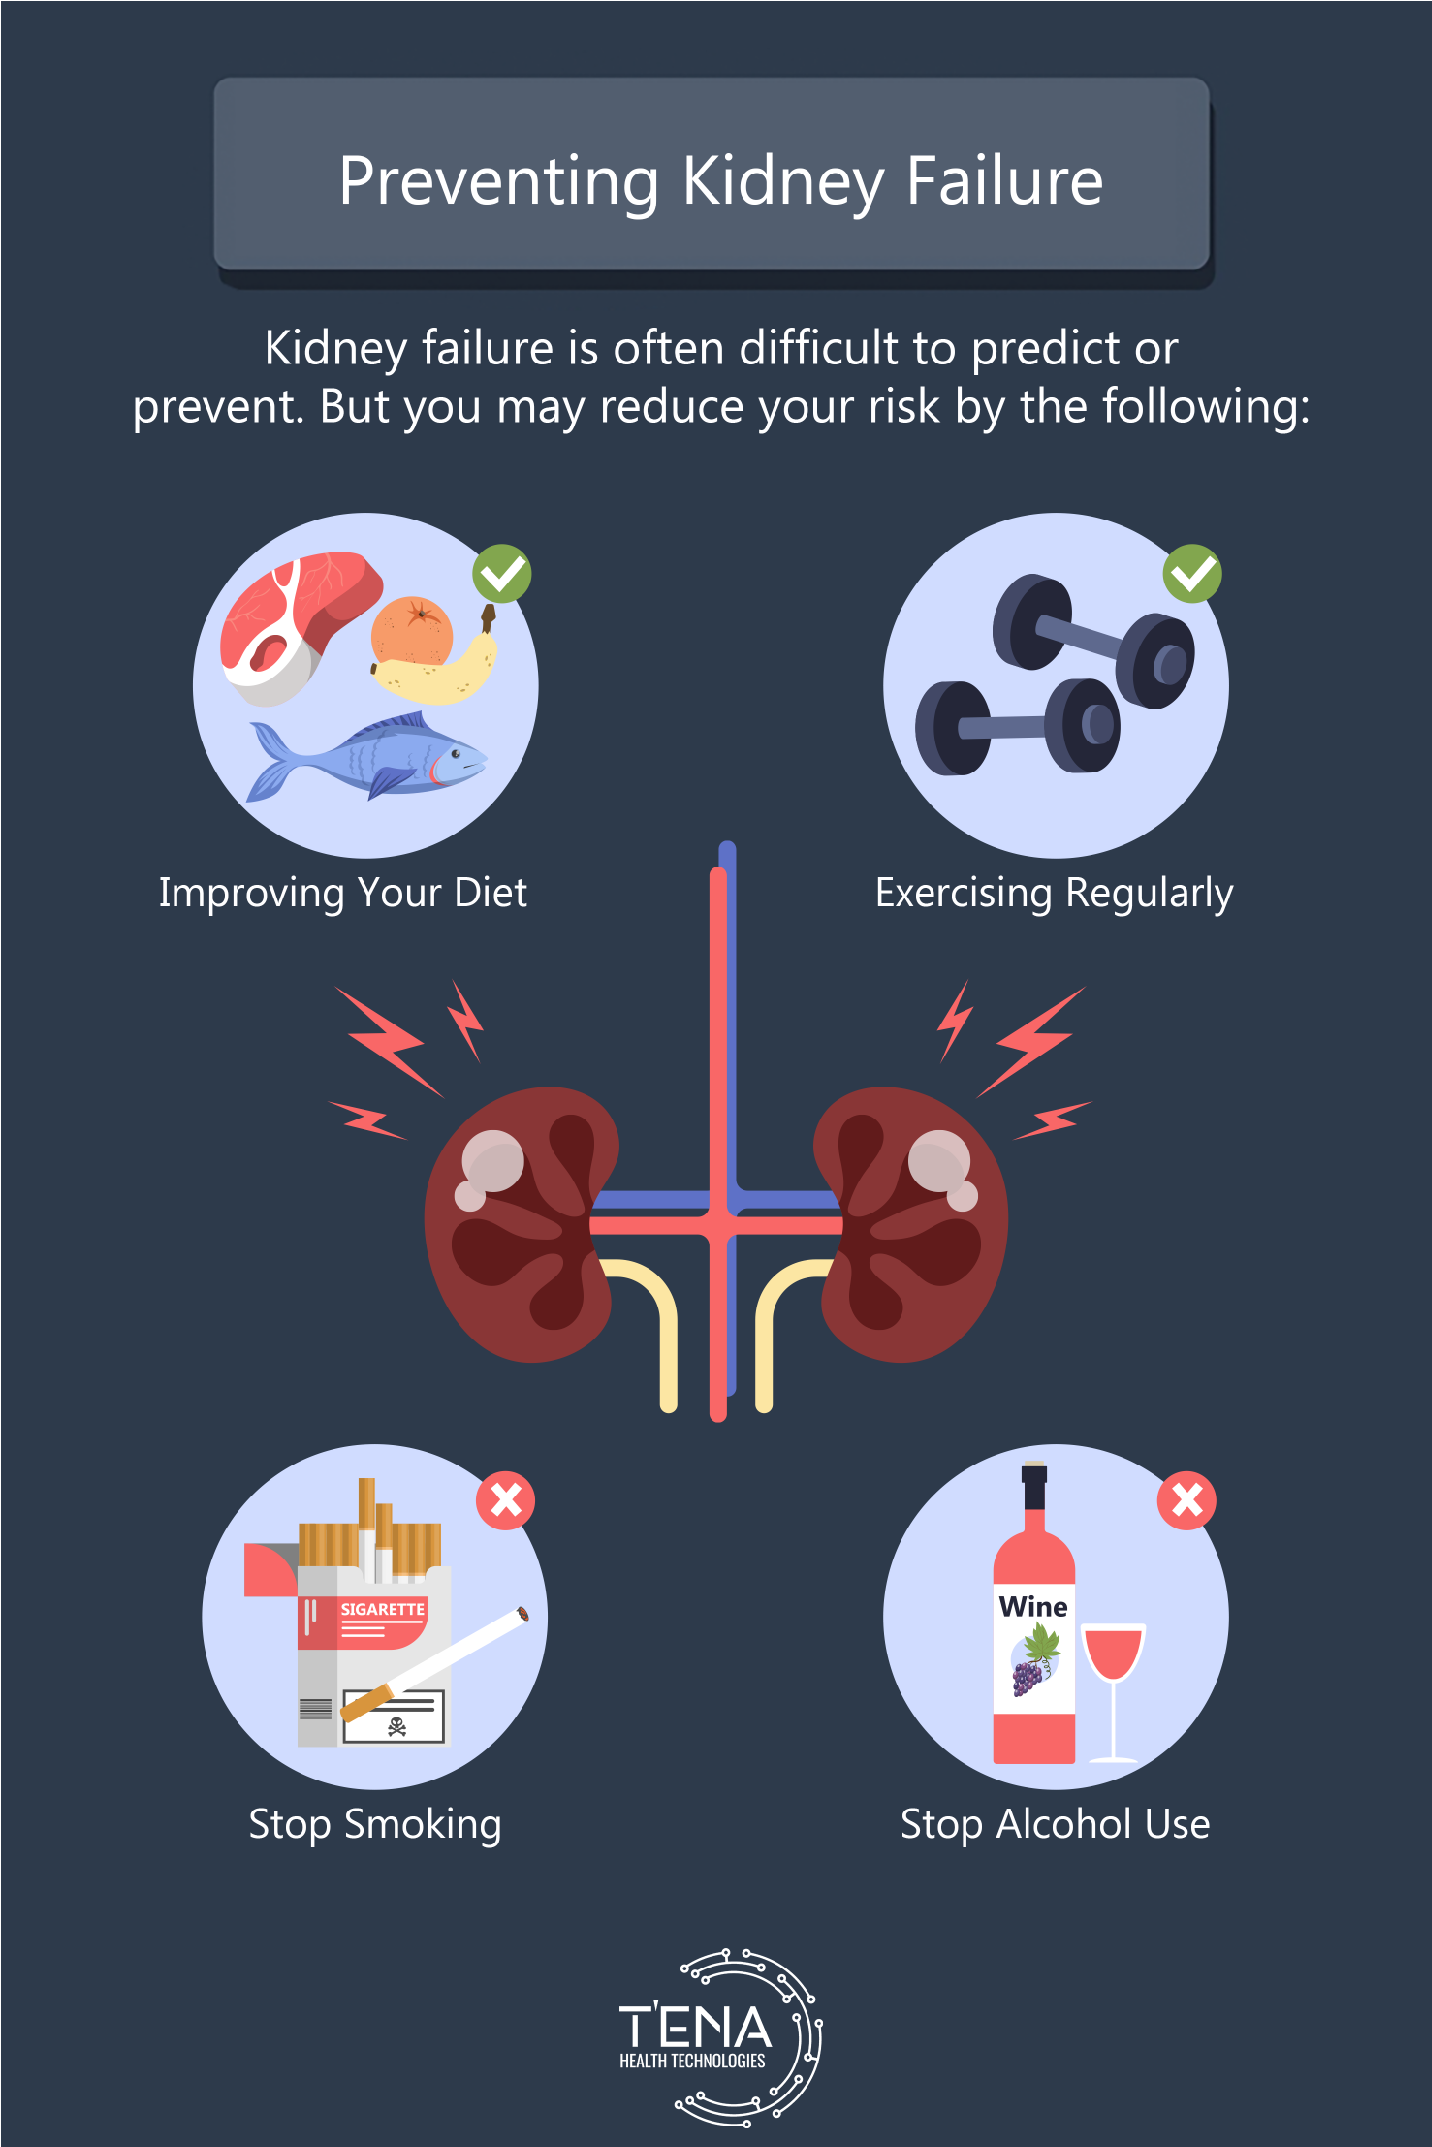 Preventing Kidney Failure
Kidney failure is often difficult to predict or
prevent. But you may reduce your risk by the following:
Improving Your Diet
Exercising Regularly
SIGARETTE
Wine
Stop Smoking
Stop Alcohol Use
T'ENA
HEALTH TECHNOLOGIES